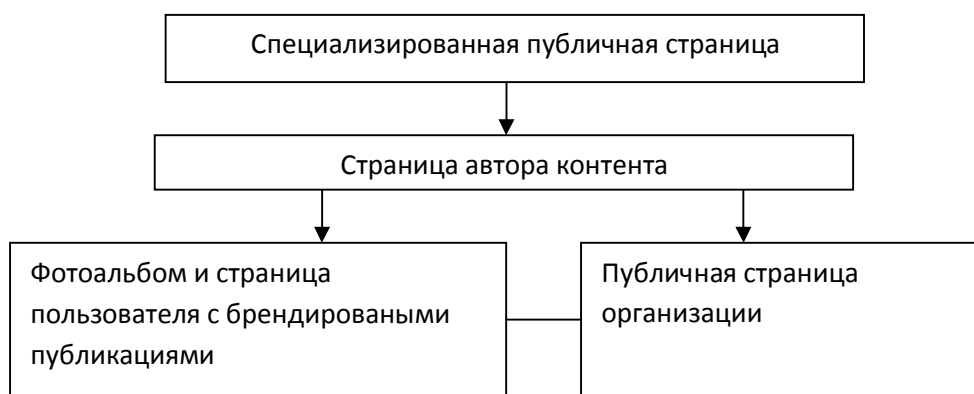 Специализированная публичная страница
Страница автора контента
Фотоальбом и страница
пользователя с брендироваными
публикациями
Публичная страница
организации